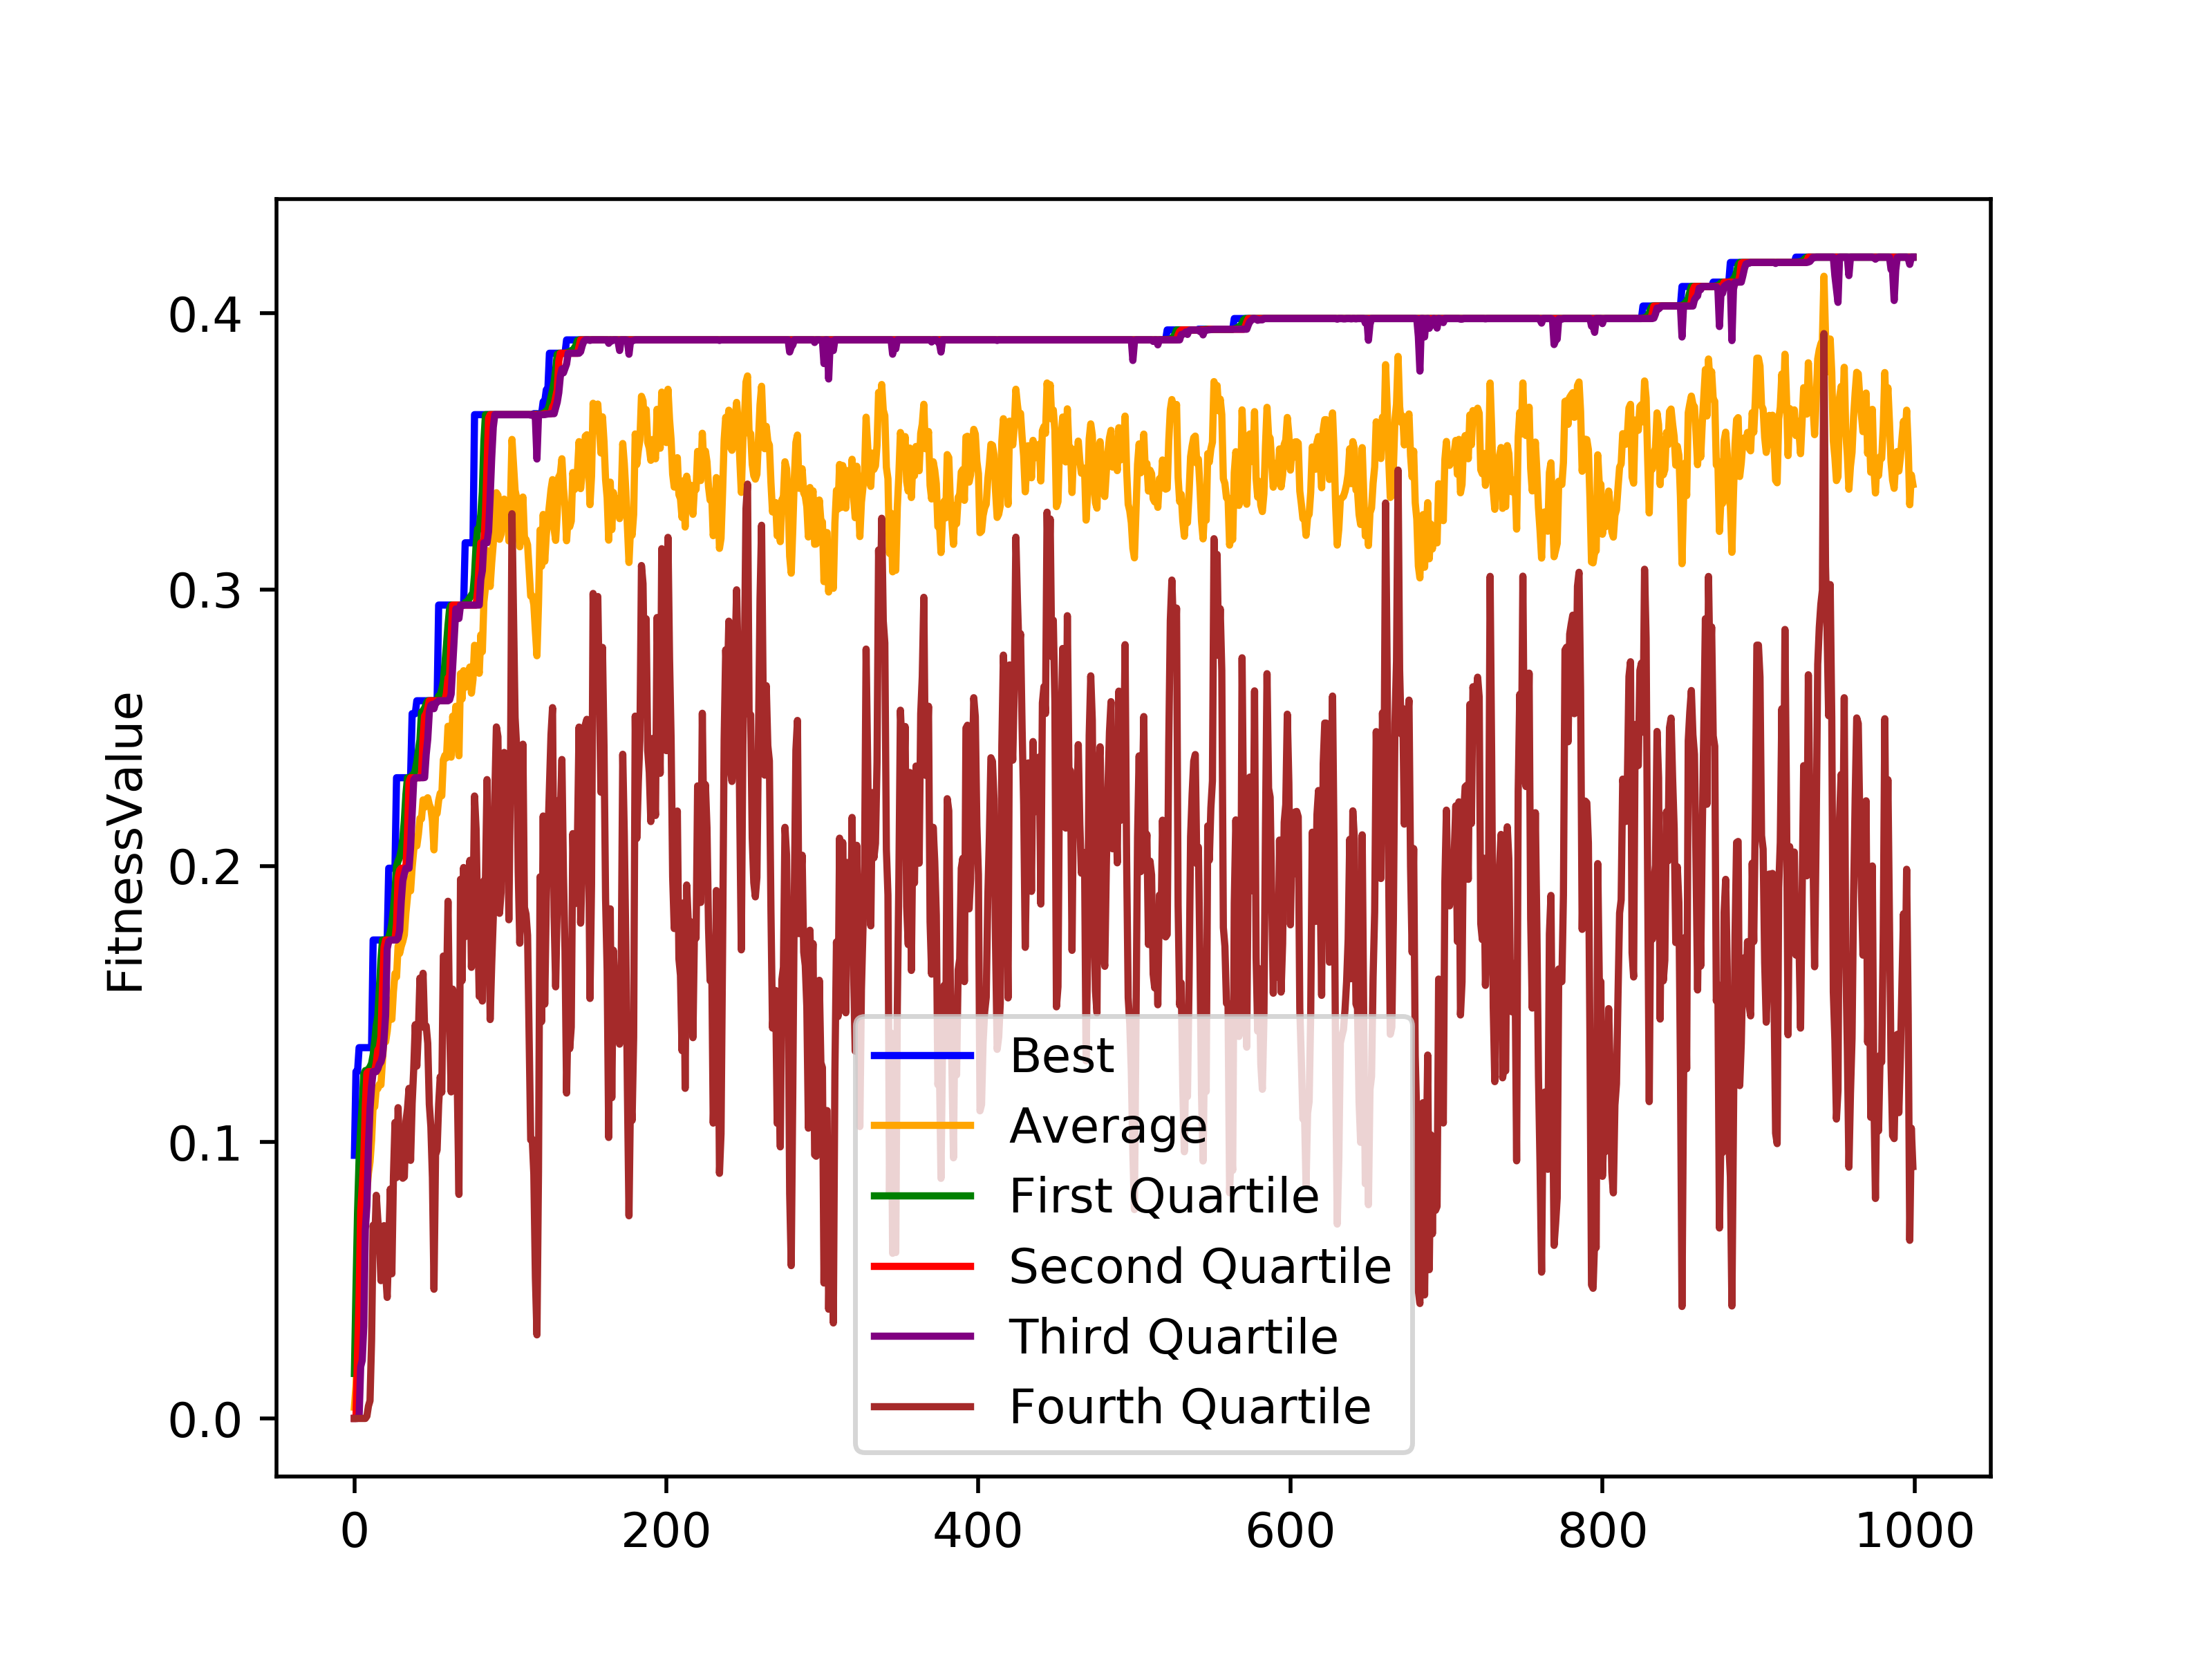 FitnessValue
0.4
0.3
0.2
0.1
0.0
Best
Average
First Quartile
Second Quartile
Third Quartile
Fourth Quartile
0 200 400 600 800 1000